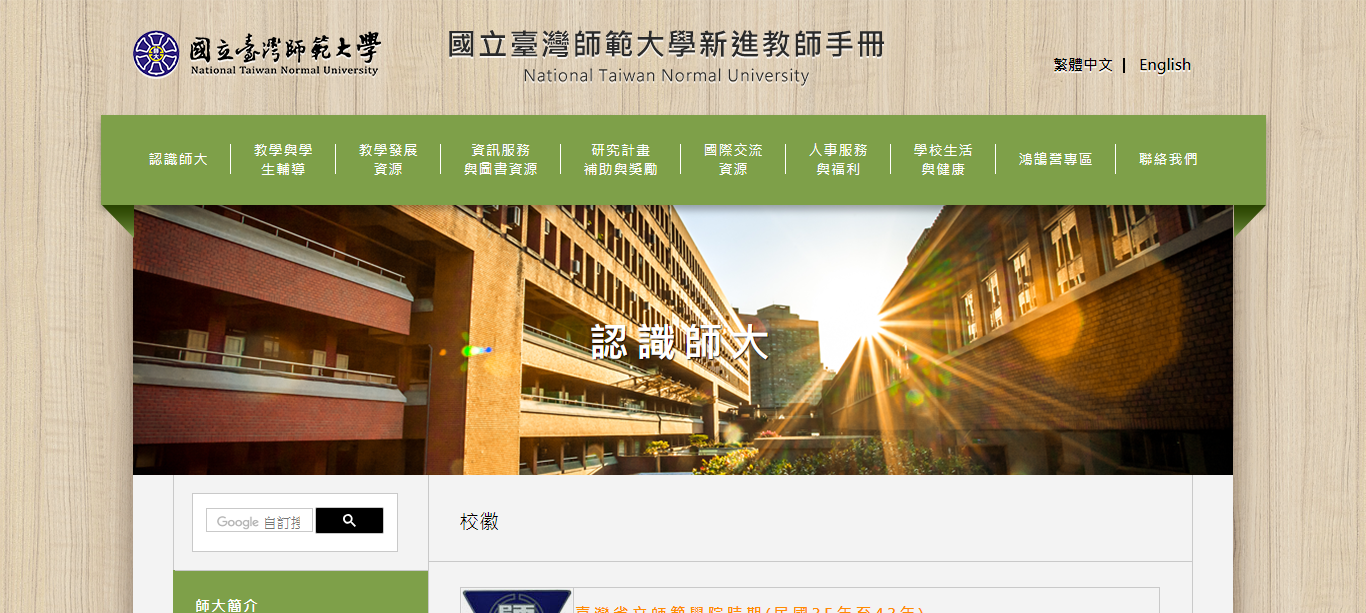 國立臺灣師範大學
National Taiwan Normal University
國立臺灣師範大學新進教師手冊
National Taiwan Normal University
繁體中文 | English
認識師大
教學與學
生輔導
教學發展
資源
資訊服務
與圖書資源
研究計畫
補助與獎勵
國際交流
資源
人事服務
與福利
學校生活
與健康
鴻鵠營專區
聯絡我們
認識師大
Google 自訂搜
校徽
師大簡介
師
臺灣省立師範學院時期(民國35年至43年)